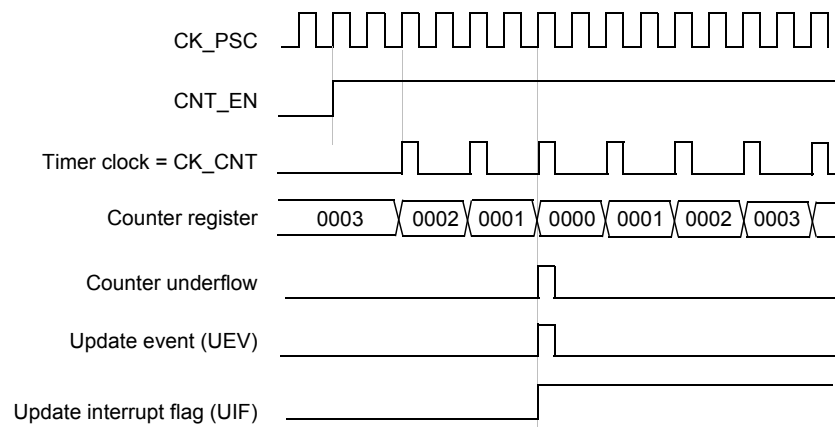 CK_PSC
CNT_EN
Timer clock = CK_CNT
Counter register 0003 0002 0001 0000 0001 0002 0003
Counter underflow
Update event (UEV)
Update interrupt flag (UIF)